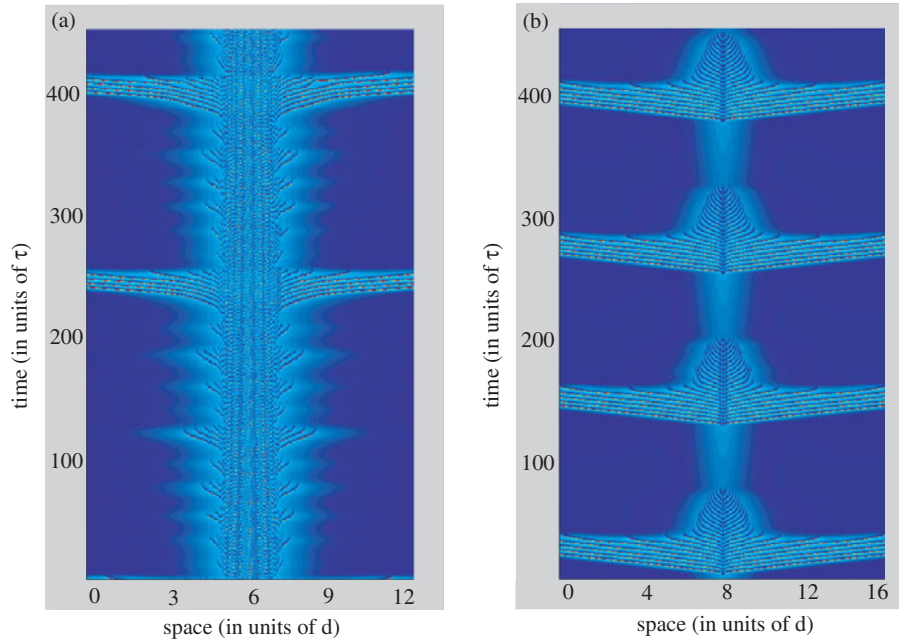 (a)
400
300
200
100
time (in units of τ)
0 3 6 9 12
space (in units of d)
(b)
400
300
200
100
time (in units of τ)
0 4 8 12 16
space (in units of d)